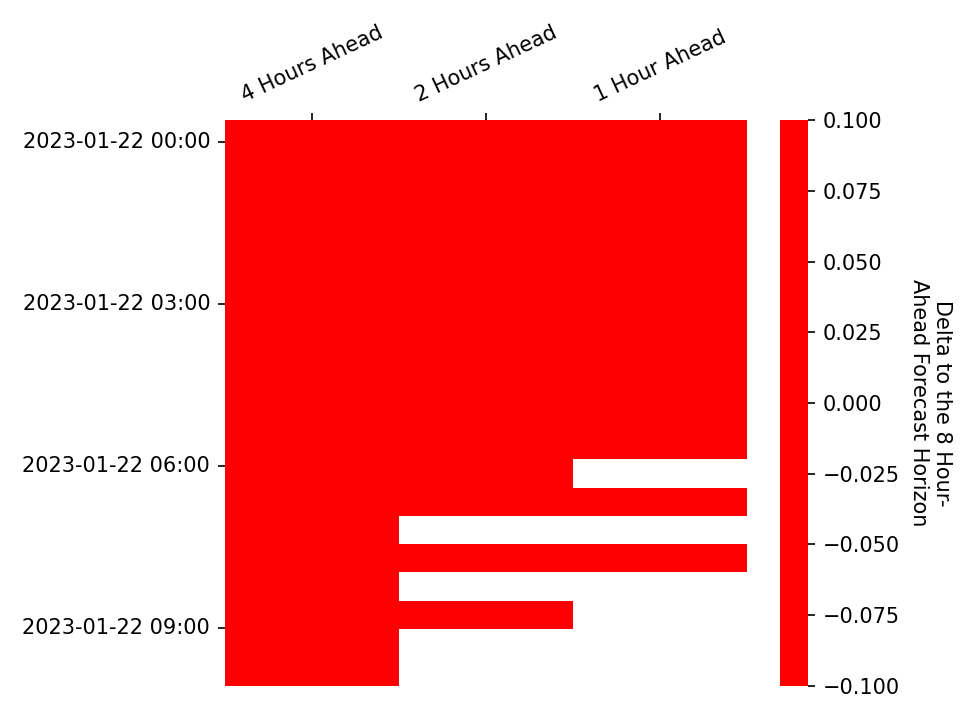 4 Hours Ahead
2 Hours Ahead
1 Hour Ahead
2023-01-22 00:00
2023-01-22 03:00
2023-01-22 06:00
2023-01-22 09:00
0.100
0.075
0.050
0.025
0.000
−0.025
−0.050
−0.075
−0.100
Delta to the 8 Hour-
Ahead Forecast Horizon